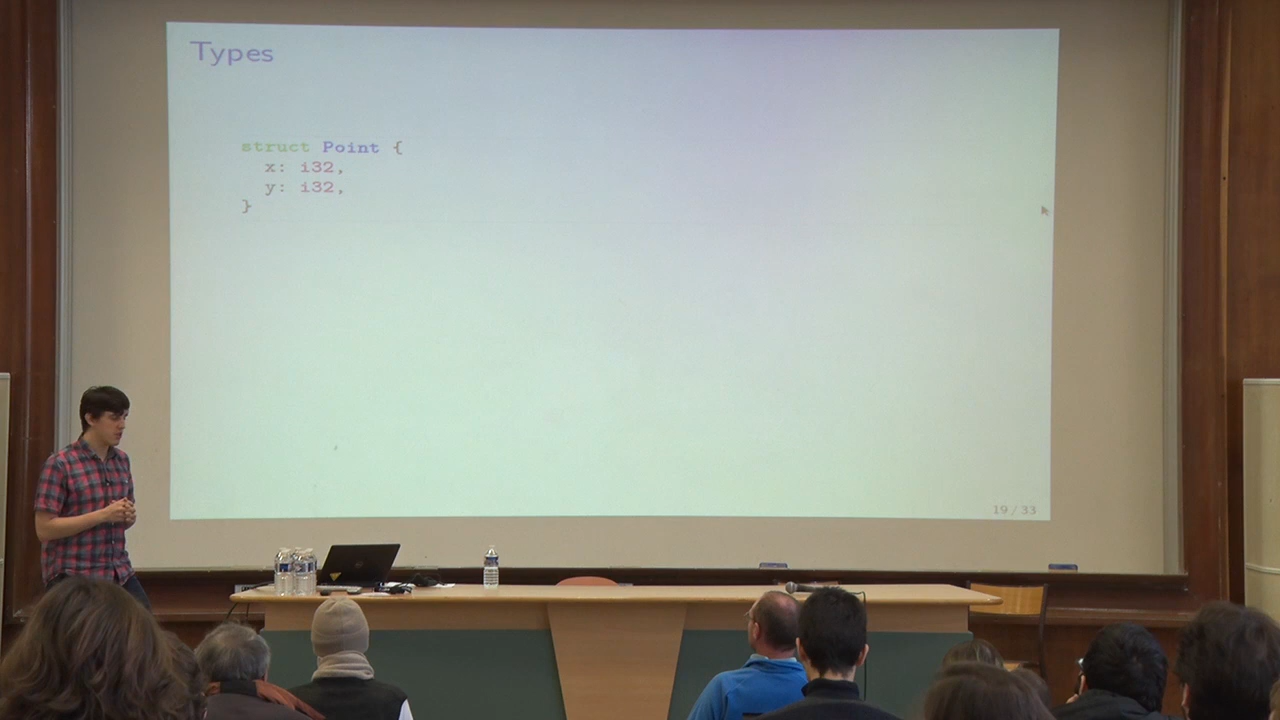 Types
struct Point {
x: i32,
y: i32,
}
19 / 33